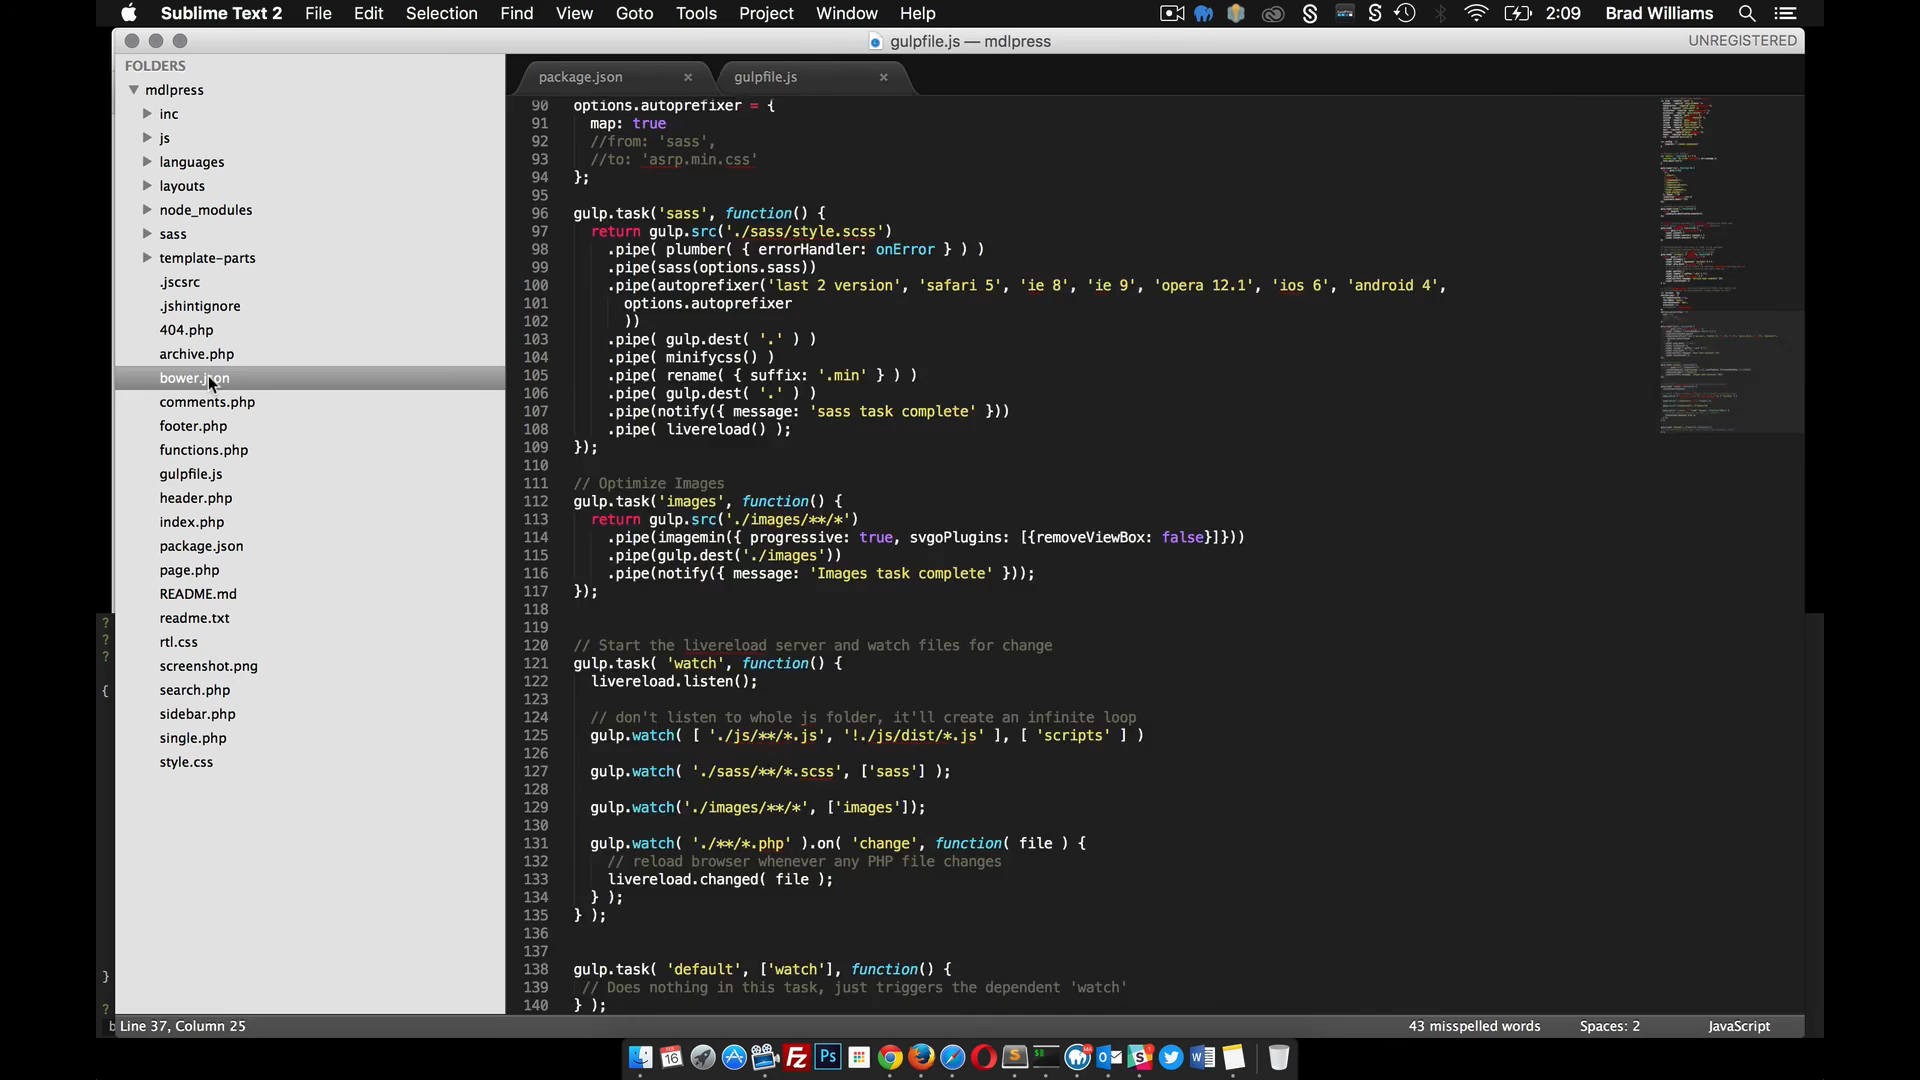 Sublime Text 2 File Edit Selection Find View Goto Tools Project Window Help 2:09 Brad Williams
gulpfile.js — mdlpress UNREGISTERED
FOLDERS
mdlpress
inc
js
languages
layouts
node_modules
sass
template-parts
.jscsrc
.jshintignore
404.php
archive.php
bower.json
comments.php
footer.php
functions.php
gulpfile.js
header.php
index.php
package.json
page.php
README.md
readme.txt
rtl.css
screenshot.png
search.php
sidebar.php
single.php
style.css
package.json × gulpfile.js ×
90 options.autoprefixer = {
91 map: true
92 //from: 'sass',
93 //to: 'asrp.min.css'
94 };
95
96 gulp.task('sass', function() {
97 return gulp.src('./sass/style.scss')
98 .pipe( plumber( { errorHandler: onError } ) )
99 .pipe(sass(options.sass))
100 .pipe(autoprefixer('last 2 version', 'safari 5', 'ie 8', 'ie 9', 'opera 12.1', 'ios 6', 'android 4',
101 options.autoprefixer
102 ))
103 .pipe( gulp.dest( '.' ) )
104 .pipe( minifycss() )
105 .pipe( rename( { suffix: '.min' } ) )
106 .pipe( gulp.dest( '.' ) )
107 .pipe(notify({ message: 'sass task complete' }))
108 .pipe( livereload() );
109 });
110
111 // Optimize Images
112 gulp.task('images', function() {
113 return gulp.src('./images/**/*')
114 .pipe(imagemin({ progressive: true, svgoPlugins: [{removeViewBox: false}]}))
115 .pipe(gulp.dest('./images'))
116 .pipe(notify({ message: 'Images task complete' }));
117 });
118
119
120 // Start the livereload server and watch files for change
121 gulp.task( 'watch', function() {
122 livereload.listen();
123
124 // don't listen to whole js folder, it'll create an infinite loop
125 gulp.watch( [ './js/**/*.js', '!./js/dist/*.js' ], [ 'scripts' ] )
126
127 gulp.watch( './sass/**/*.scss', ['sass'] );
128
129 gulp.watch('./images/**/*', ['images']);
130
131 gulp.watch( './**/*.php' ).on( 'change', function( file ) {
132 // reload browser whenever any PHP file changes
133 livereload.changed( file );
134 } );
135 } );
136
137
138 gulp.task( 'default', ['watch'], function() {
139 // Does nothing in this task, just triggers the dependent 'watch'
140 } );
?
?
?
{
}
?
b Line 37, Column 25 43 misspelled words Spaces: 2 JavaScript
16 Fz Ps